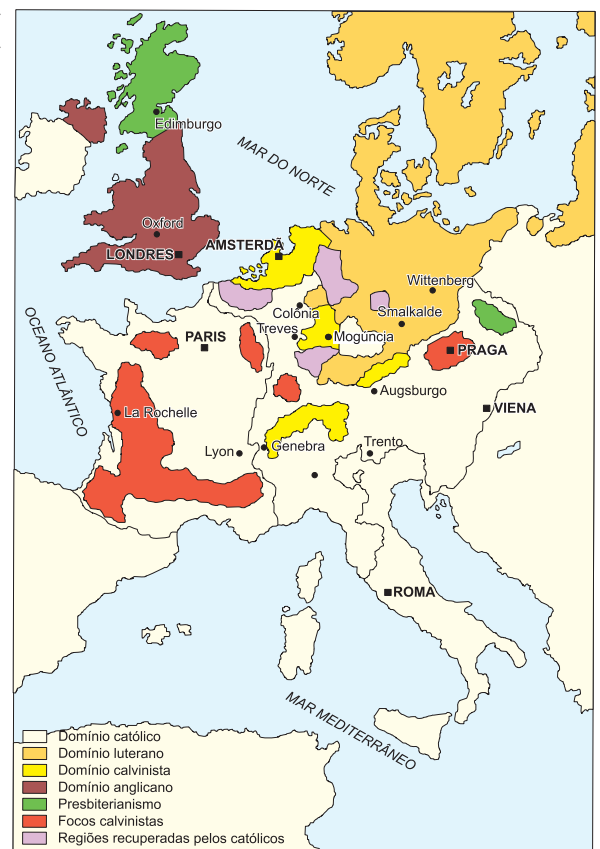 Edimburgo
MAR DO NORTE
Oxford
LONDRES
AMSTERDÃ
Wittenberg
Colônia
Smalkalde
Treves
Mogúncia
PARIS
PRAGA
OCEANO ATLÂNTICO
Augsburgo
La Rochelle
VIENA
Lyon
Genebra
Trento
ROMA
MAR MEDITERRÂNEO
Domínio católico
Domínio luterano
Domínio calvinista
Domínio anglicano
Presbiterianismo
Focos calvinistas
Regiões recuperadas pelos católicos